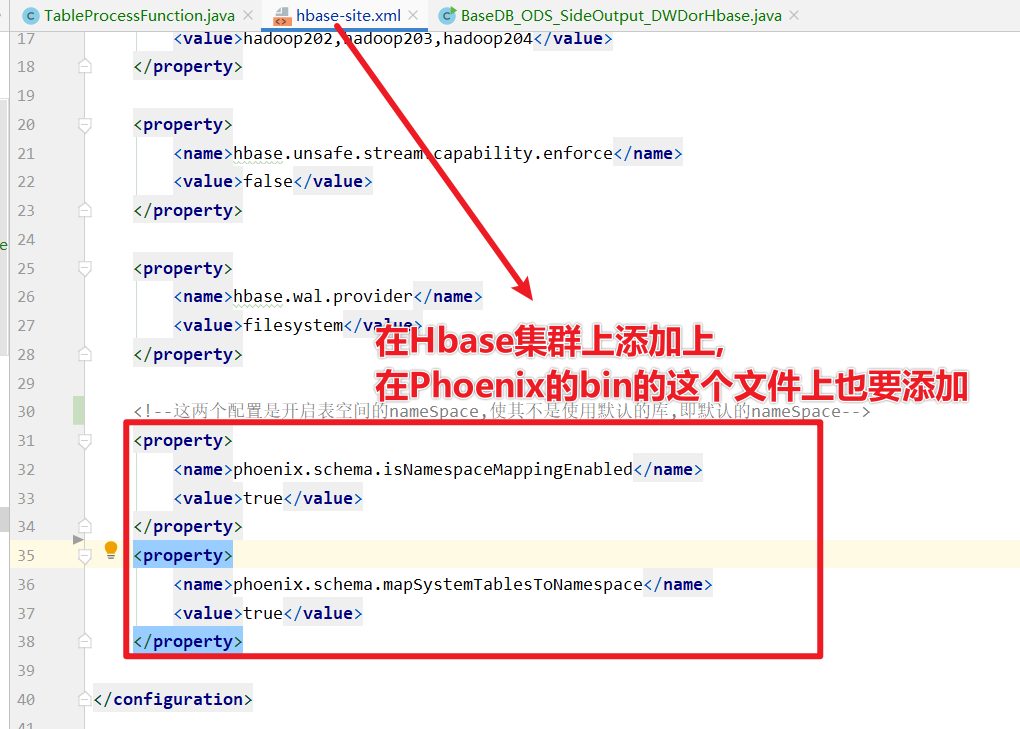 TableProcessFunction.java × hbase-site.xml × BaseDB_ODS_SideOutput_DWDorHbase.java ×
17 <value>hadoop202,hadoop203,hadoop204</value>
18 </property>
19
20 <property>
21 <name>hbase.unsafe.stream.capability.enforce</name>
22 <value>false</value>
23 </property>
24
25 <property>
26 <name>hbase.wal.provider</name>
27 <value>filesystem</value>
28 </property>
在Hbase集群上添加上,
在Phoenix的bin的这个文件上也要添加
29
30 <!--这两个配置是开启表空间的nameSpace,使其不是使用默认的库,即默认的nameSpace-->
31 <property>
32 <name>phoenix.schema.isNamespaceMappingEnabled</name>
33 <value>true</value>
34 </property>
35 <property>
36 <name>phoenix.schema.mapSystemTablesToNamespace</name>
37 <value>true</value>
38 </property>
39
40 </configuration>
41